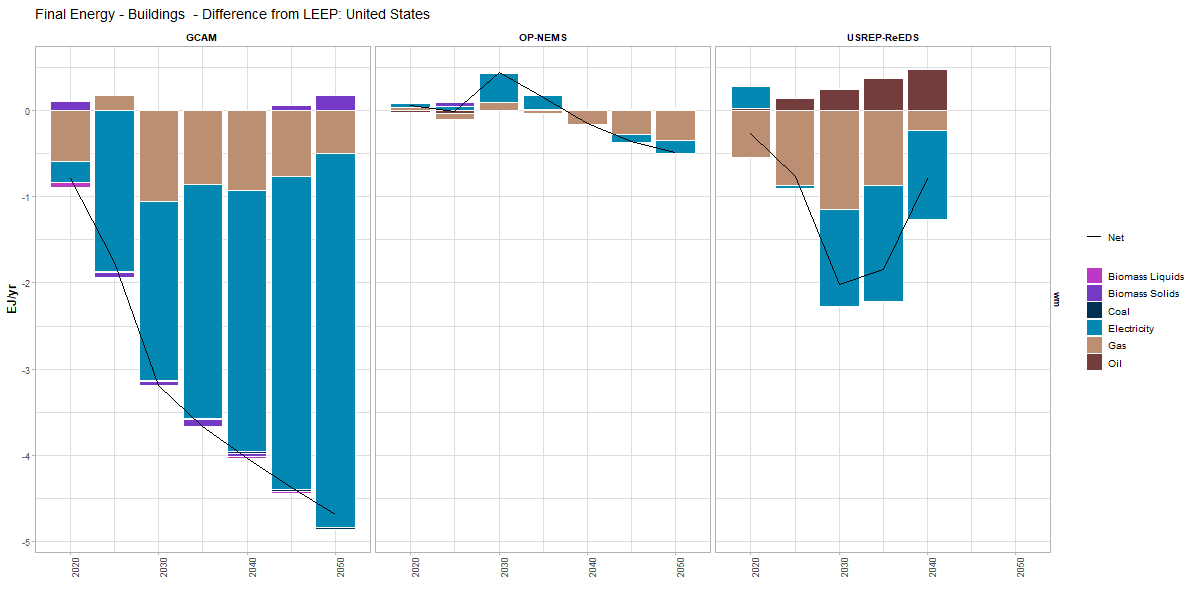 Final Energy - Buildings  - Difference from LEEP: United States
GCAM
OP-NEMS
USREP-ReEDS
EJ/yr
0
-1
-2
-3
-4
-5
2020
2030
2040
2050
2020
2030
2040
2050
2020
2030
2040
2050
wm
Net
Biomass Liquids
Biomass Solids
Coal
Electricity
Gas
Oil